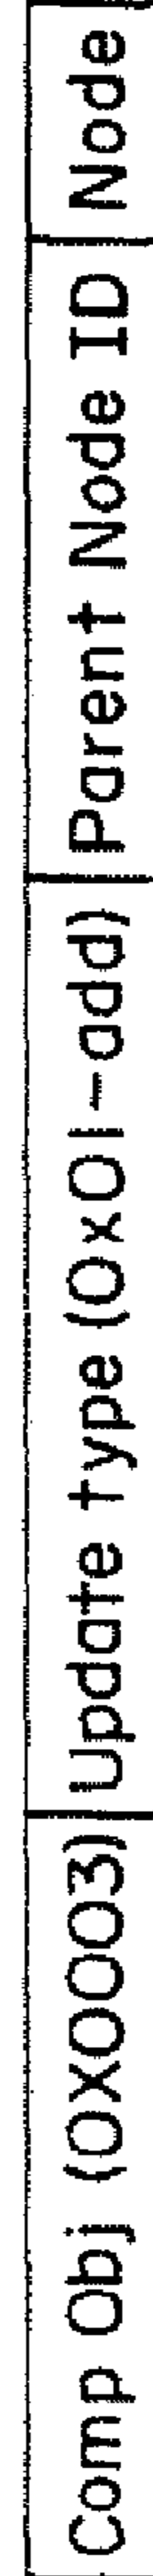 Comp Obj (0X0003) Update type (0x01-add) Parent Node ID Node